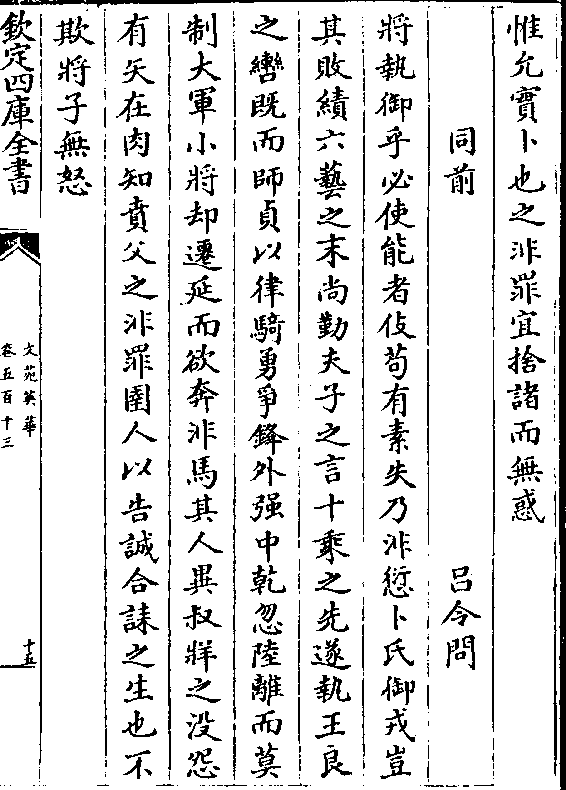 惟允實卜也之非罪宜捨諸而無惑
同前　　呂令問
將執御乎必使能者伎苟有素失乃非愆卜氏御戎豈
其敗績六藝之末尚勤夫子之言十乘之先遂執王良
之轡既而師貞以律騎勇爭鋒外强中乾忽陸離而莫
制大軍小將却遷延而欲奔非馬其人異叔牂之没怨
有矢在肉知賁父之非罪圉人以告誠合誄之生也不
欺將子無怒
欽定四庫全書
文苑英華
卷五百十三
十五